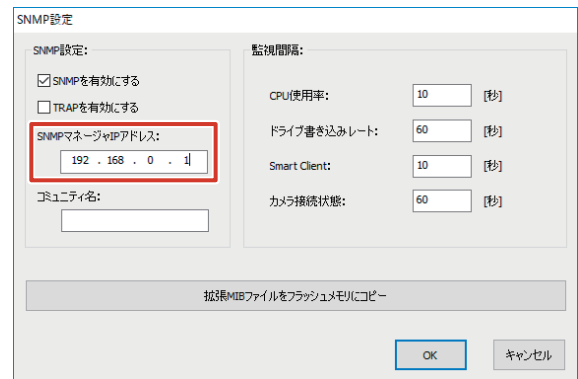 SNMP設定
SNMP設定:
☑SNMPを有効にする
☐TRAPを有効にする
SNMPマネージャIPアドレス:
192 . 168 . 0 . 1
コミュニティ名:
監視間隔:
CPU使用率: 10 [秒]
ドライブ書き込みレート: 60 [秒]
Smart Client: 10 [秒]
カメラ接続状態: 60 [秒]
拡張MIBファイルをフラッシュメモリにコピー
OK キャンセル